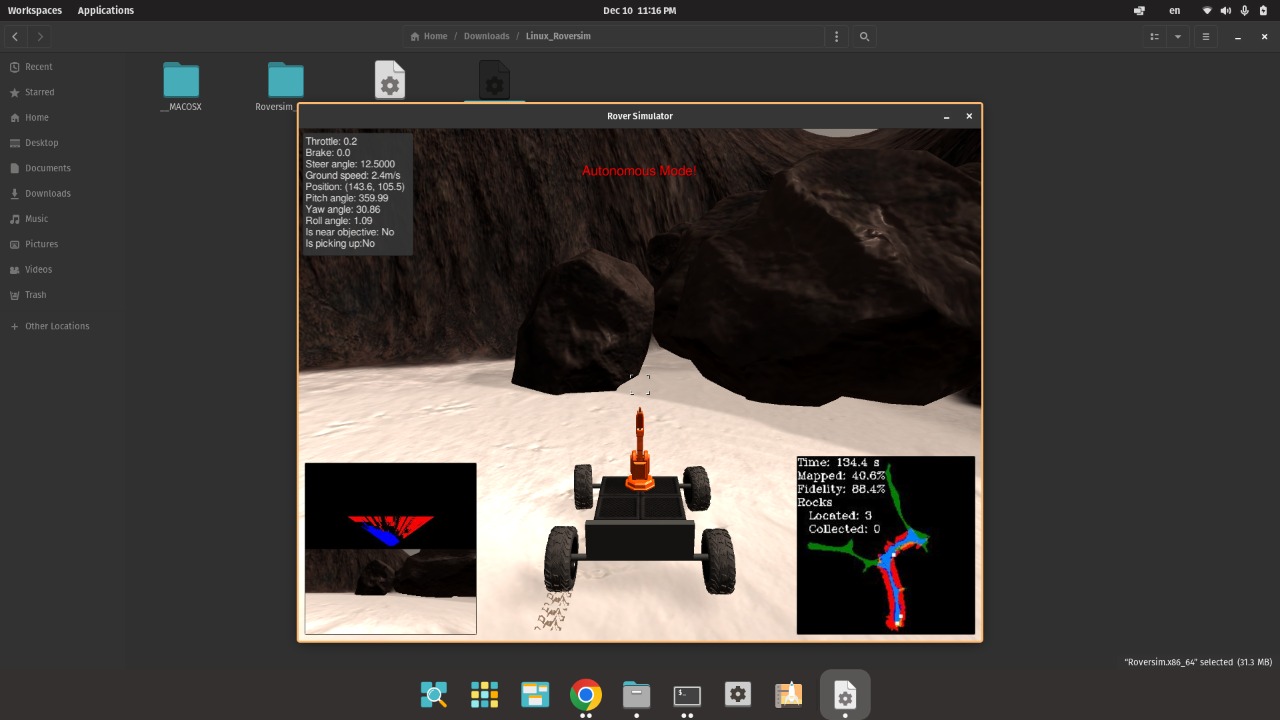 Workspaces Applications Dec 10 11:16 PM en
Home / Downloads / Linux_Roversim
Recent
Starred
Home
Desktop
Documents
Downloads
Music
Pictures
Videos
Trash
Other Locations
__MACOSX
Roversim_
Rover Simulator
Throttle: 0.2
Brake: 0.0
Steer angle: 12.5000
Ground speed: 2.4m/s
Position: (143.6, 105.5)
Pitch angle: 359.99
Yaw angle: 30.86
Roll angle: 1.09
Is near objective: No
Is picking up:No
Autonomous Mode!
Time: 134.4 s
Mapped: 40.6%
Fidelity: 88.4%
Rocks
Located: 3
Collected: 0
"Roversim.x86_64" selected (31.3 MB)